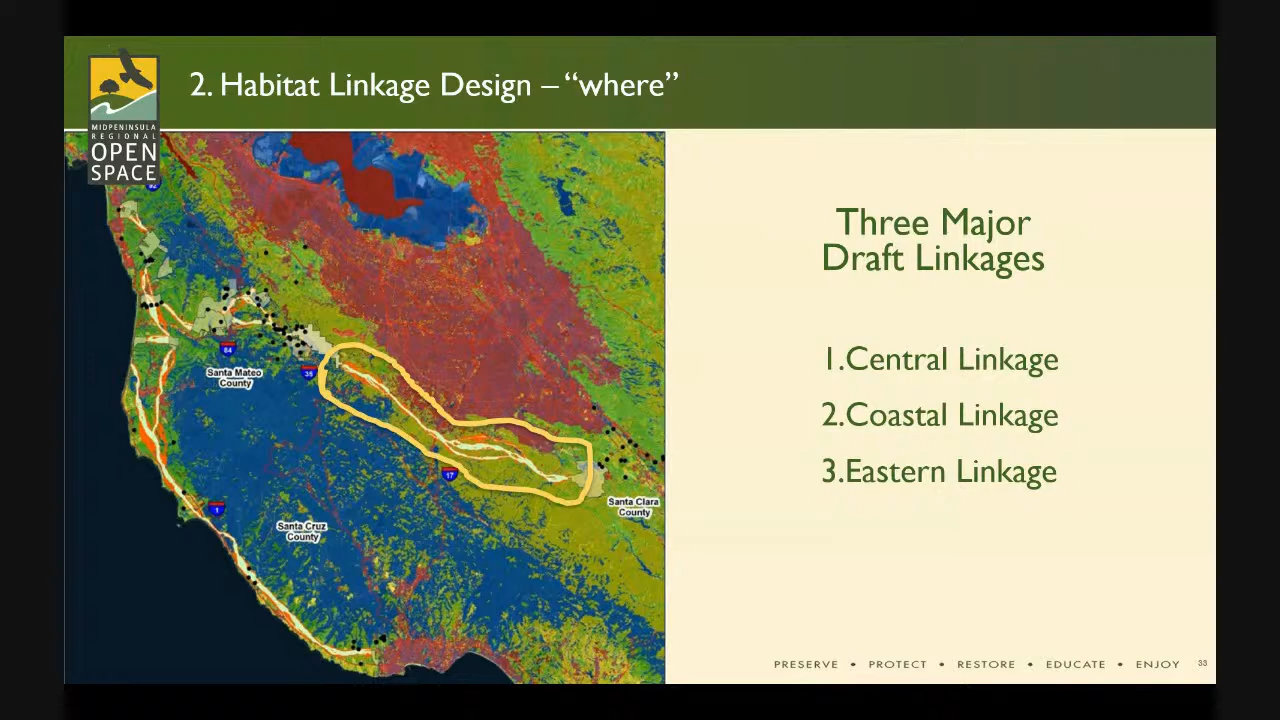 2. Habitat Linkage Design – “where”
MIDPENINSULA
REGIONAL
OPEN
SPACE
84
Santa Mateo
County
35
17
Santa Clara
County
1
Santa Cruz
County
Three Major
Draft Linkages
1.Central Linkage
2.Coastal Linkage
3.Eastern Linkage
PRESERVE • PROTECT • RESTORE • EDUCATE • ENJOY 33